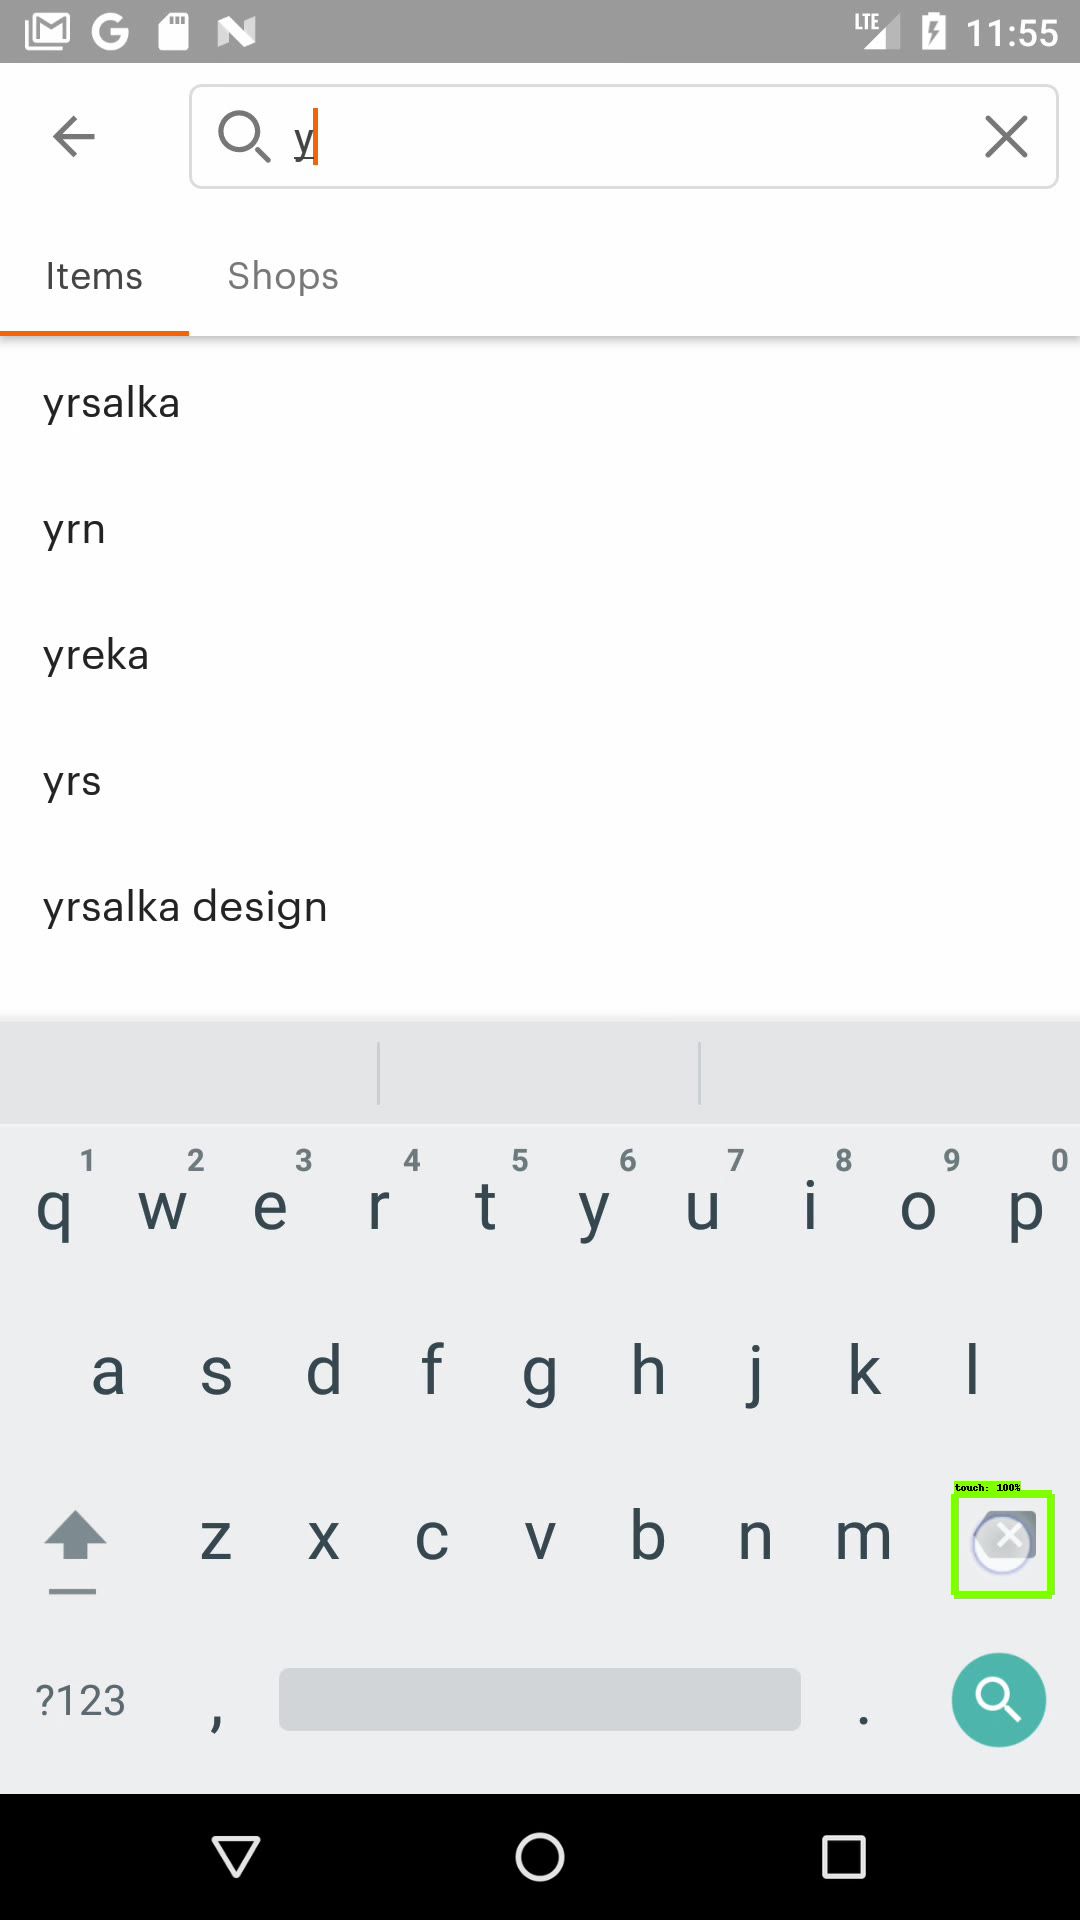 LTE 11:55
y
Items Shops
yrsalka
yrn
yreka
yrs
yrsalka design
1 2 3 4 5 6 7 8 9 0
q w e r t y u i o p
a s d f g h j k l
touch: 100%
z x c v b n m
?123 , .